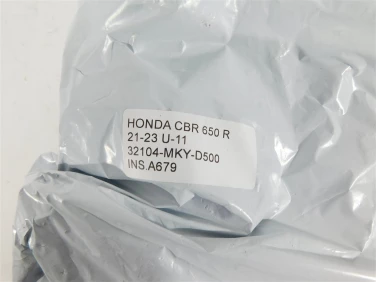 HONDA CBR 650 R
21-23 U-11
32104-MKY-D500
INS.A679